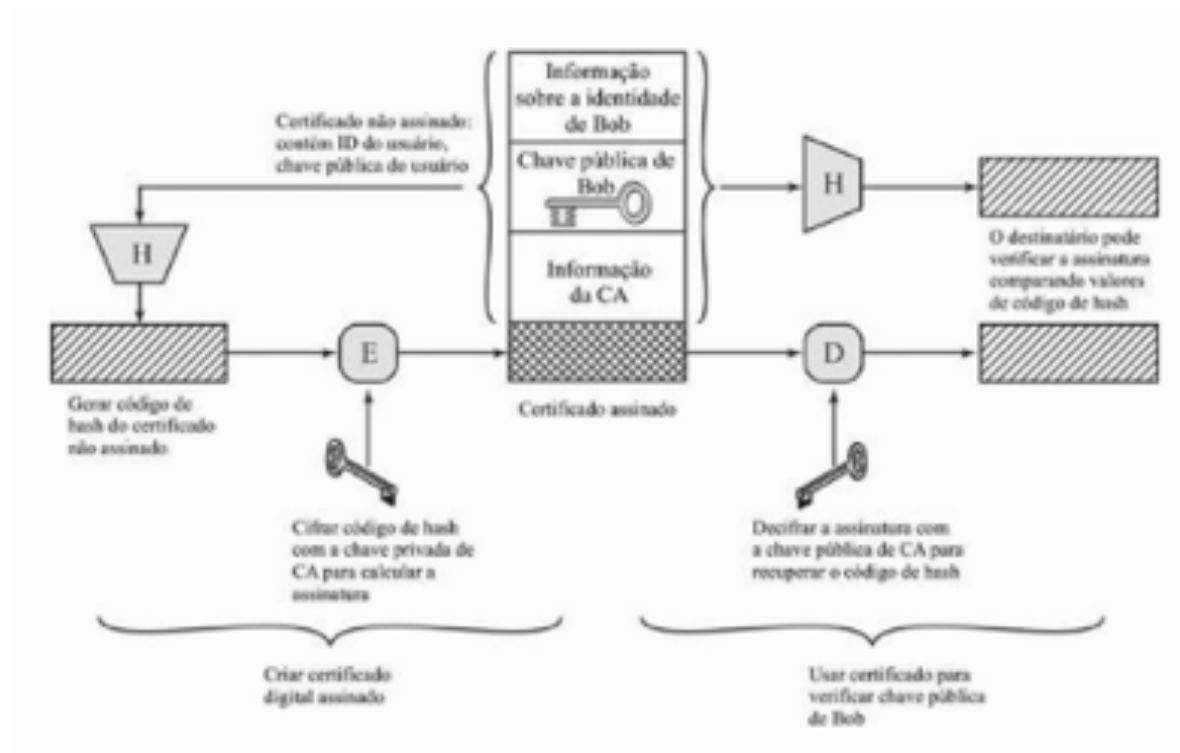 Informação
sobre a identidade
de Bob
Certificado não assinado:
contém ID do usuário,
chave pública do usuário
Chave pública de
Bob
H
H
Informação
da CA
O destinatário pode
verificar a assinatura
comparando valores
de código de hash
E
D
Gerar código de
hash do certificado
não assinado
Certificado assinado
Cifrar código de hash
com a chave privada de
CA para calcular a
assinatura
Decifrar a assinatura com
a chave pública de CA para
recuperar o código de hash
Criar certificado
digital assinado
Usar certificado para
verificar chave pública
de Bob